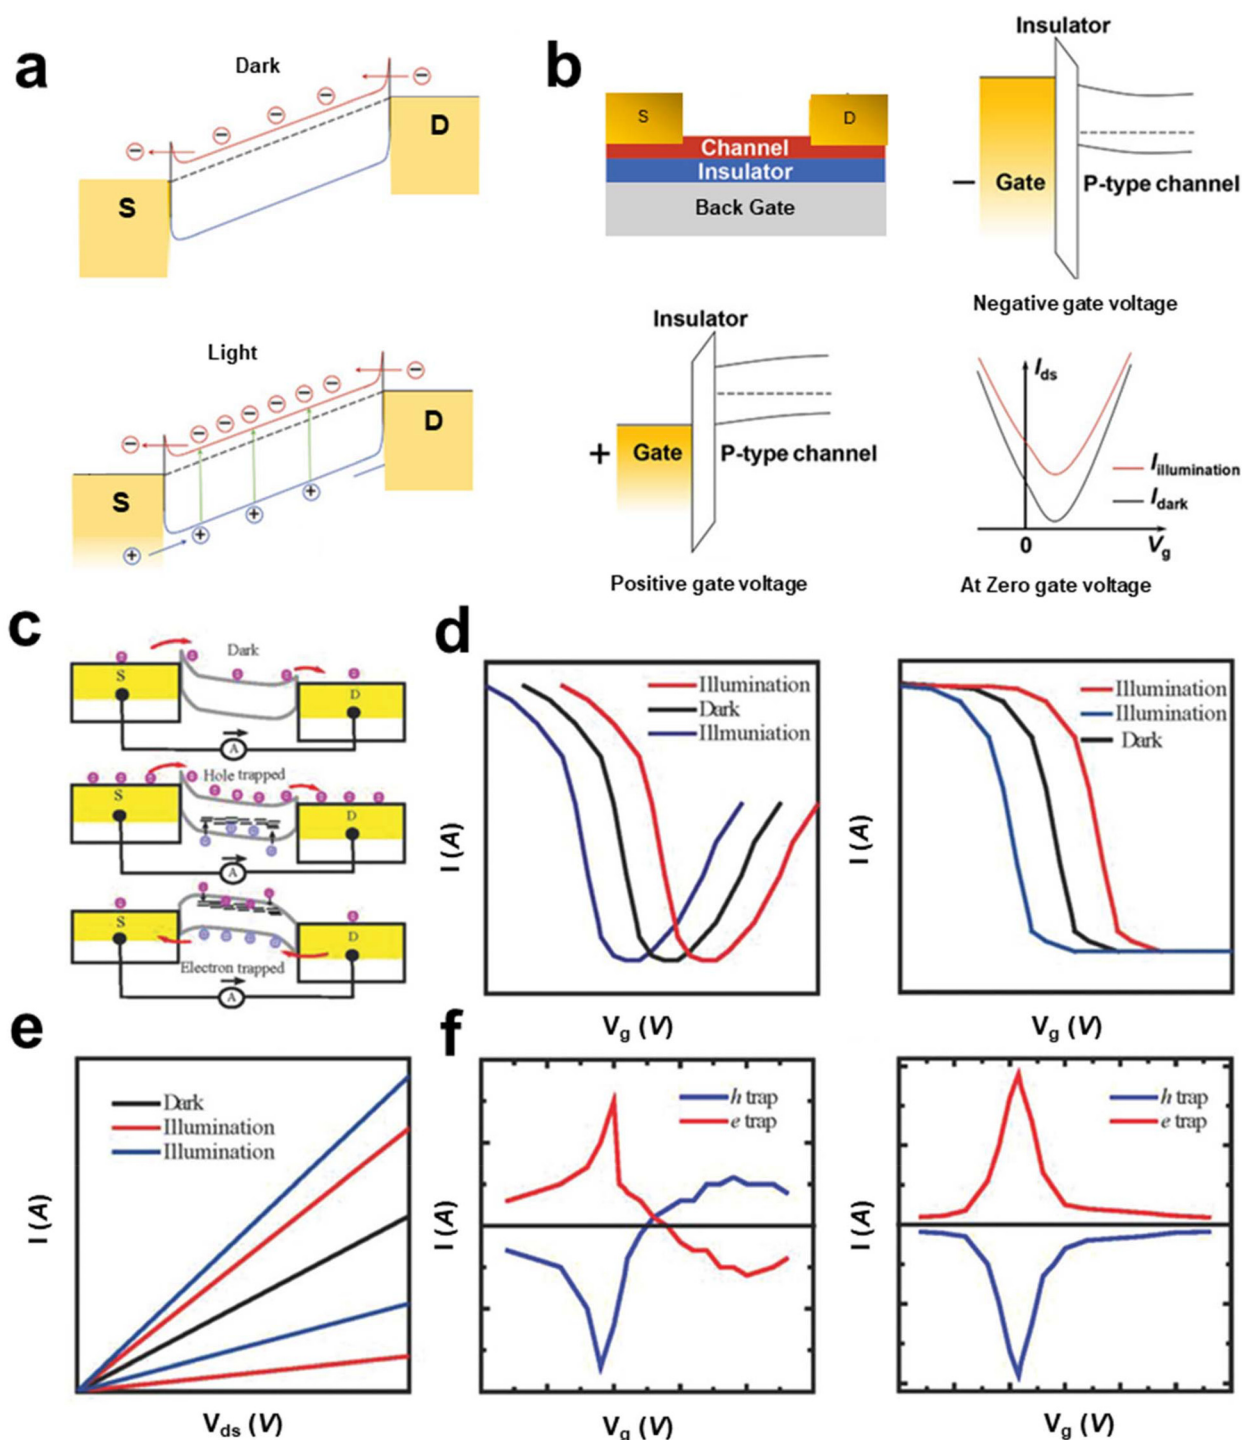 a
Dark
D
S
Light
D
S
b
S
D
Channel
Insulator
Back Gate
Insulator
Gate
P-type channel
Negative gate voltage
Insulator
Gate
P-type channel
Positive gate voltage
Ids
Iillumination
Idark
0
Vg
At Zero gate voltage
c
Dark
S
D
A
Hole trapped
S
D
A
S
D
Electron trapped
A
d
Illumination
Dark
Illmuniation
I (A)
Vg (V)
Illumination
Illumination
Dark
I (A)
Vg (V)
e
Dark
Illumination
Illumination
I (A)
Vds (V)
f
h trap
e trap
I (A)
Vg (V)
h trap
e trap
I (A)
Vg (V)